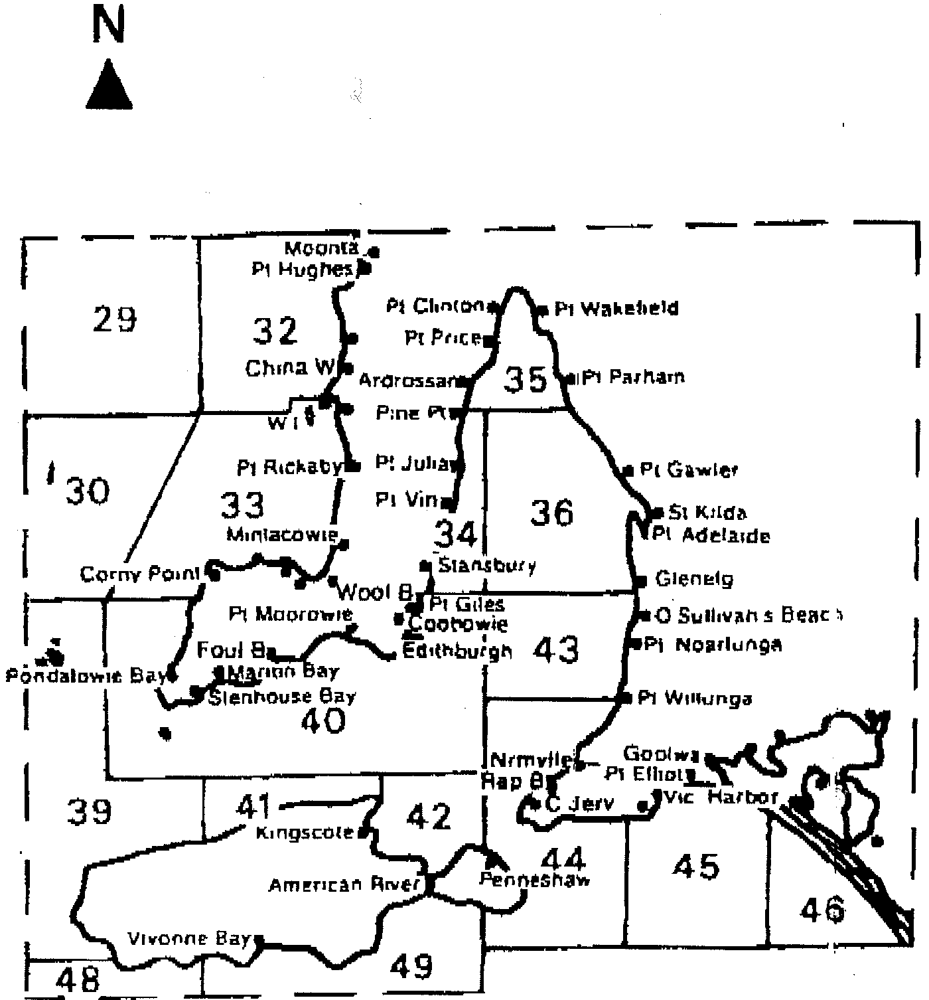 N
Moonta
Pt Hughes
Pt Clinton
Pt Wakefield
29
32
Pt Price
China W
Ardrossan
35
Pt Parham
W I
Pine Pt
Pt Rickaby
Pt Julia
Pt Gawler
30
33
Pt Vin
36
St Kilda
Minlacowie
34
Pt Adelaide
Corny Point
Stansbury
Glenelg
Wool B
Pt Moorowie
Pt Giles
O Sullivans Beach
Coobowie
Foul B
Edithburgh
43
Pt Noarlunga
Pondalowie Bay
Marion Bay
Stenhouse Bay
Pt Willunga
40
Nrmvlle
Goolwa
Rap B
Pt Elliot
39
41
C Jerv
Vic Harbor
Kingscote
42
44
45
American River
Penneshaw
46
Vivonne Bay
48
49